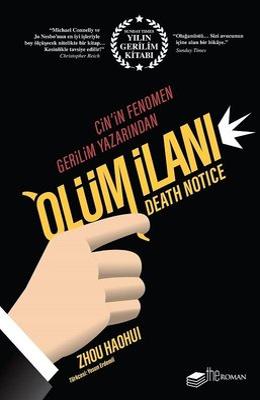 "Michael Connelly ve
Jo Nesbo'nun en iyi işleriyle
boy ölçüşecek nitelikte bir kitap...
Kesinlikle tavsiye edilir!"
Christopher Reich
SUNDAY TIMES
YILIN
GERİLİM
KİTABI
"Olağanüstü... Sizi avucunun
içine alan bir hikâye."
Sunday Times
ÇİN'İN FENOMEN
GERİLİM YAZARINDAN
ÖLÜM İLANI
DEATH NOTICE
ZHOU HAOHUI
Türkçesi: Yosun Erdemli
the ROMAN